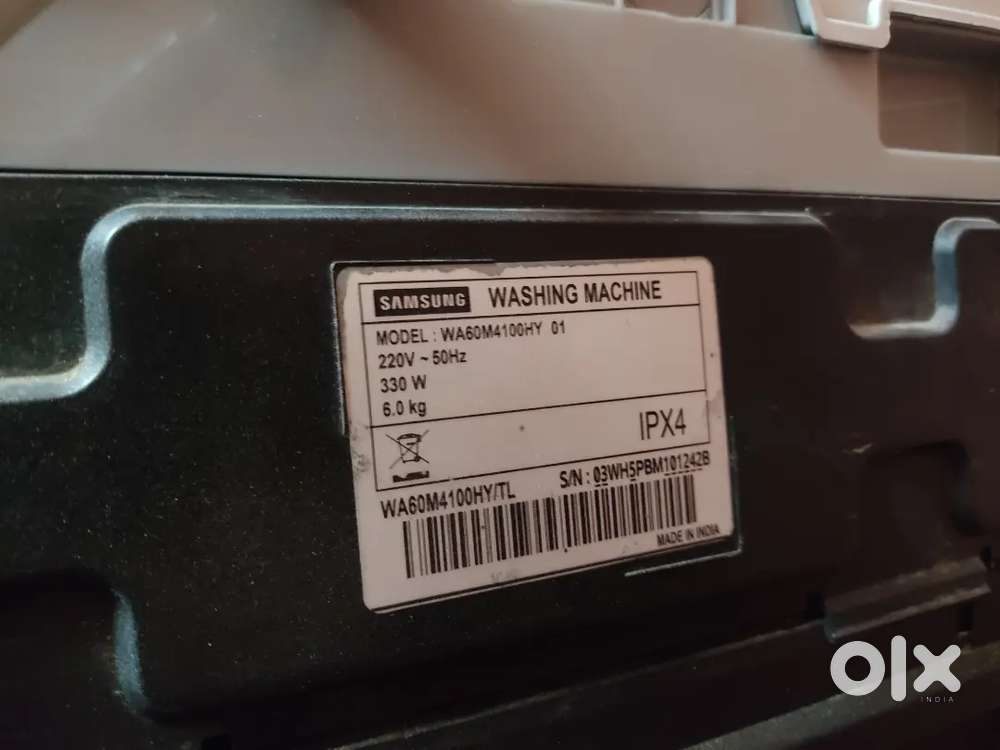 SAMSUNG WASHING MACHINE
MODEL : WA60M4100HY 01
220V ~ 50Hz
330 W
6.0 kg
IPX4
WA60M4100HY/TL S/N : 03WH5PBM101242B
MADE IN INDIA
olx
INDIA